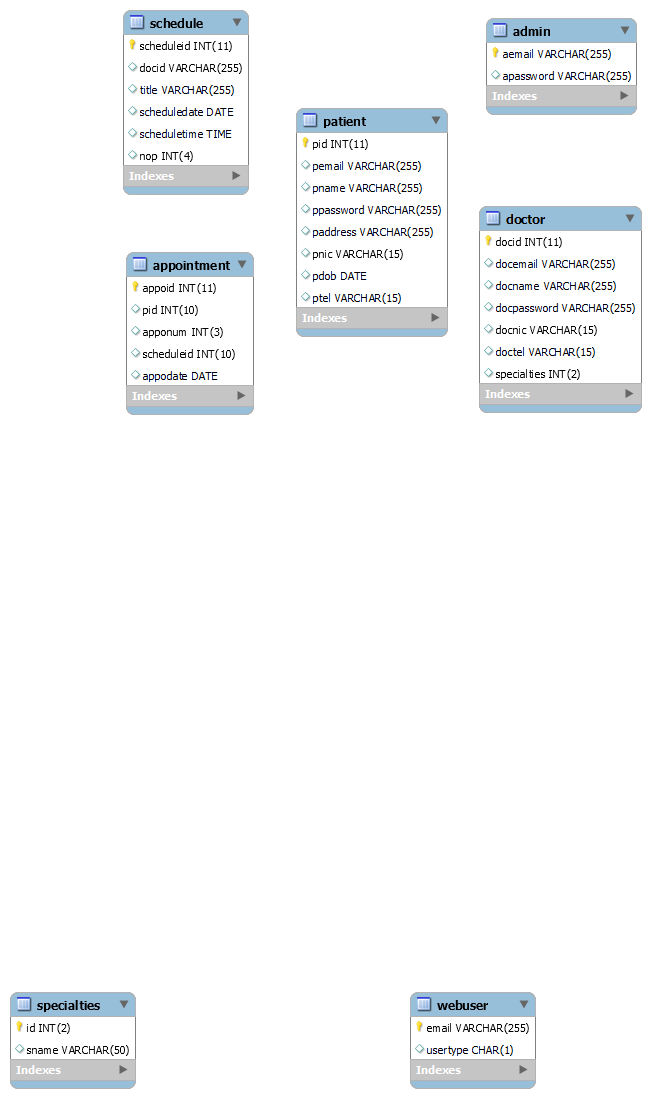 schedule
scheduleid INT(11)
docid VARCHAR(255)
title VARCHAR(255)
scheduledate DATE
scheduletime TIME
nop INT(4)
Indexes
admin
aemail VARCHAR(255)
apassword VARCHAR(255)
Indexes
patient
pid INT(11)
pemail VARCHAR(255)
pname VARCHAR(255)
ppassword VARCHAR(255)
paddress VARCHAR(255)
pnic VARCHAR(15)
pdob DATE
ptel VARCHAR(15)
Indexes
doctor
docid INT(11)
docemail VARCHAR(255)
docname VARCHAR(255)
docpassword VARCHAR(255)
docnic VARCHAR(15)
doctel VARCHAR(15)
specialties INT(2)
Indexes
appointment
appoid INT(11)
pid INT(10)
apponum INT(3)
scheduleid INT(10)
appodate DATE
Indexes
specialties
id INT(2)
sname VARCHAR(50)
Indexes
webuser
email VARCHAR(255)
usertype CHAR(1)
Indexes